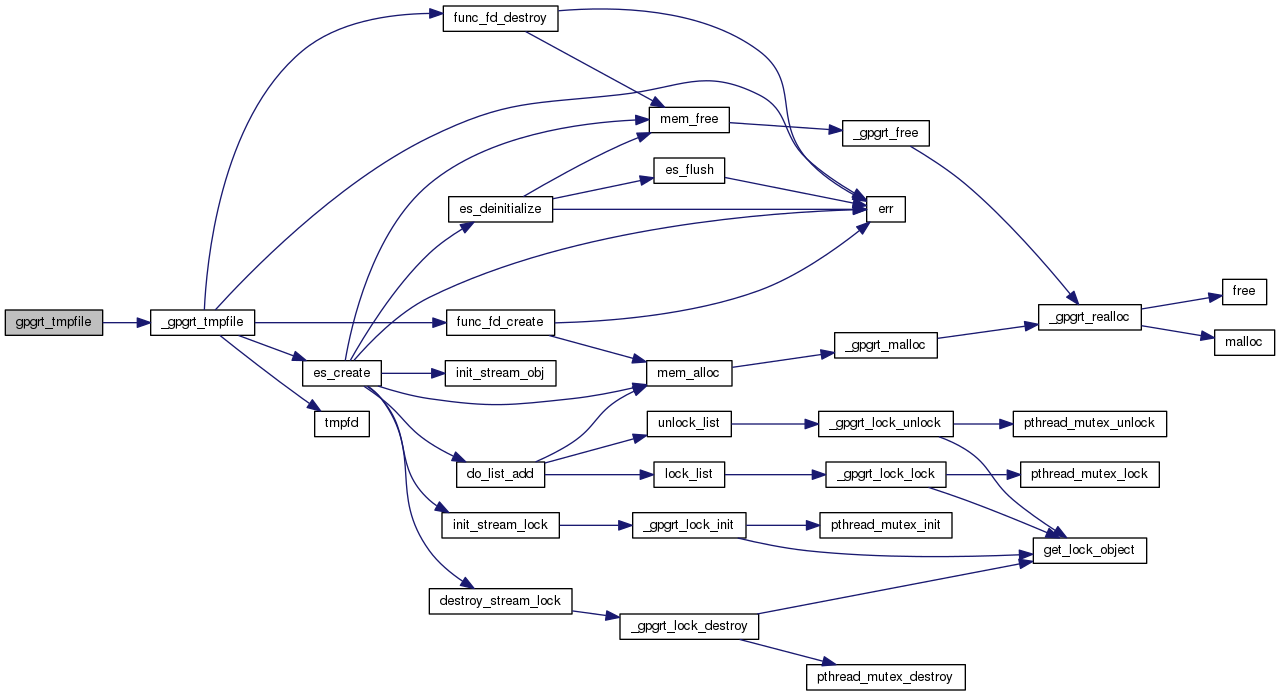 func_fd_destroy
mem_free
_gpgrt_free
es_flush
es_deinitialize
err
free
gpgrt_tmpfile
_gpgrt_tmpfile
func_fd_create
_gpgrt_realloc
malloc
_gpgrt_malloc
es_create
init_stream_obj
mem_alloc
tmpfd
unlock_list
_gpgrt_lock_unlock
pthread_mutex_unlock
do_list_add
lock_list
_gpgrt_lock_lock
pthread_mutex_lock
init_stream_lock
_gpgrt_lock_init
pthread_mutex_init
get_lock_object
destroy_stream_lock
_gpgrt_lock_destroy
pthread_mutex_destroy